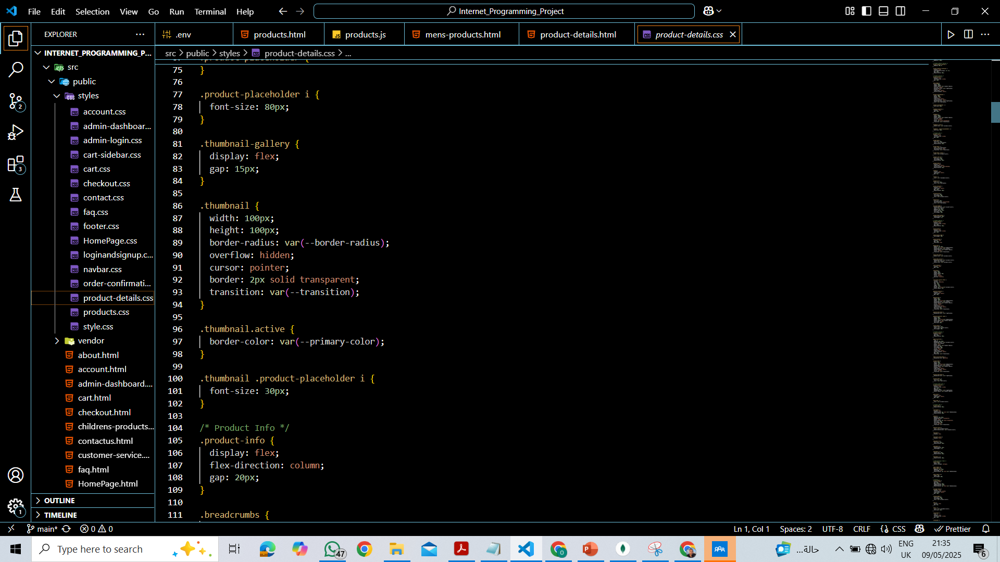 File Edit Selection View Go Run Terminal Help
Internet_Programming_Project
EXPLORER
INTERNET_PROGRAMMING_P...
src
public
styles
account.css
admin-dashboar...
admin-login.css
cart-sidebar.css
cart.css
checkout.css
contact.css
faq.css
footer.css
HomePage.css
loginandsignup.c...
navbar.css
order-confirmati...
product-details.css
products.css
style.css
vendor
about.html
account.html
admin-dashboard....
cart.html
checkout.html
childrens-products...
contactus.html
customer-service....
faq.html
HomePage.html
OUTLINE
TIMELINE
2
3
1
.env products.html products.js mens-products.html product-details.html product-details.css
src > public > styles > product-details.css > ...
75 }
76
77 .product-placeholder i {
78 font-size: 80px;
79 }
80
81 .thumbnail-gallery {
82 display: flex;
83 gap: 15px;
84 }
85
86 .thumbnail {
87 width: 100px;
88 height: 100px;
89 border-radius: var(--border-radius);
90 overflow: hidden;
91 cursor: pointer;
92 border: 2px solid transparent;
93 transition: var(--transition);
94 }
95
96 .thumbnail.active {
97 border-color: var(--primary-color);
98 }
99
100 .thumbnail .product-placeholder i {
101 font-size: 30px;
102 }
103
104 /* Product Info */
105 .product-info {
106 display: flex;
107 flex-direction: column;
108 gap: 20px;
109 }
110
111 .breadcrumbs {
main* 0 0 Ln 1, Col 1 Spaces: 2 UTF-8 CRLF CSS Prettier
Type here to search
47
حالة...
ENG
UK
21:35
09/05/2025
6